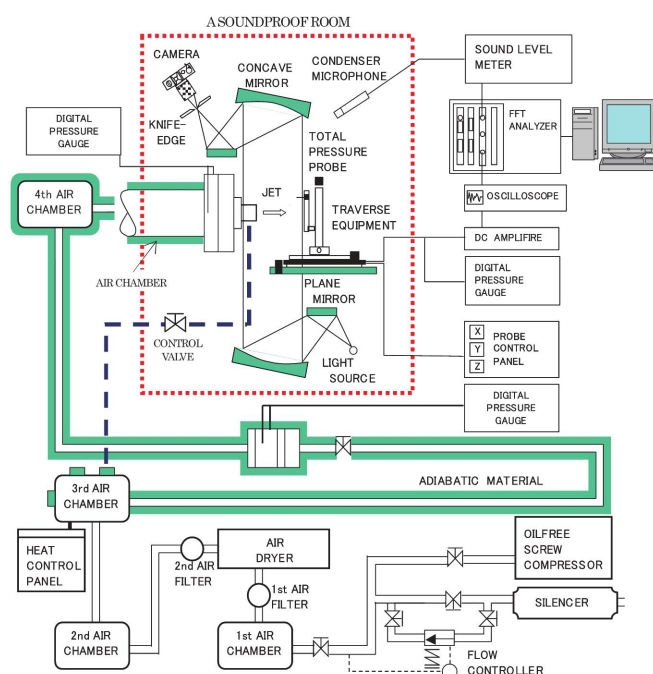 A SOUNDPROOF ROOM
CAMERA
CONCAVE
MIRROR
CONDENSER
MICROPHONE
SOUND LEVEL
METER
KNIFE-
EDGE
FFT
ANALYZER
DIGITAL
PRESSURE
GAUGE
TOTAL
PRESSURE
PROBE
4th AIR
CHAMBER
JET
TRAVERSE
EQUIPMENT
OSCILLOSCOPE
DC AMPLIFIRE
AIR CHAMBER
PLANE
MIRROR
DIGITAL
PRESSURE
GAUGE
CONTROL
VALVE
LIGHT
SOURCE
X
Y
Z
PROBE
CONTROL
PANEL
DIGITAL
PRESSURE
GAUGE
3rd AIR
CHAMBER
ADIABATIC MATERIAL
HEAT
CONTROL
PANEL
2nd AIR
FILTER
AIR
DRYER
1st AIR
FILTER
OILFREE
SCREW
COMPRESSOR
SILENCER
2nd AIR
CHAMBER
1st AIR
CHAMBER
FLOW
CONTROLLER